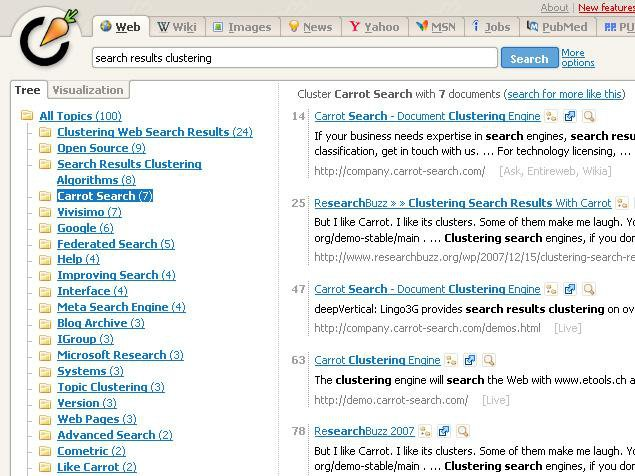 About | New features
Web Wiki Images News Yahoo MSN Jobs PubMed
search results clustering Search More options
Tree Visualization
All Topics (100)
Clustering Web Search Results (24)
Open Source (9)
Search Results Clustering
Algorithms (8)
Carrot Search (7)
Vivisimo (7)
Google (6)
Federated Search (5)
Help (4)
Improving Search (4)
Interface (4)
Meta Search Engine (4)
Blog Archive (3)
IGroup (3)
Microsoft Research (3)
Systems (3)
Topic Clustering (3)
Version (3)
Web Pages (3)
Advanced Search (2)
Cometric (2)
Like Carrot (2)
Cluster Carrot Search with 7 documents (search for more like this)
14 Carrot Search - Document Clustering Engine
If your business needs expertise in search engines, search resu
classification, get in touch with us. ... For technology licensing, ...
http://company.carrot-search.com/ [Ask, Entireweb, Wikia]
25 ResearchBuzz » » Clustering Search Results With Carrot
But I like Carrot. I like its clusters. Some of them make me laugh. Yo
org/demo-stable/main . ... Clustering search engines, if you don
http://www.researchbuzz.org/wp/2007/12/15/clustering-search-re
47 Carrot Search - Document Clustering Engine
deepVertical: Lingo3G provides search results clustering on ov
http://company.carrot-search.com/demos.html [Live]
63 Carrot Clustering Engine
The clustering engine will search the Web with www.etools.ch a
http://demo.carrot-search.com/ [Live]
78 ResearchBuzz 2007
But I like Carrot. I like its clusters. Some of them make me laugh. Yo
org/demo-stable/main . ... Clustering search engines, if you don